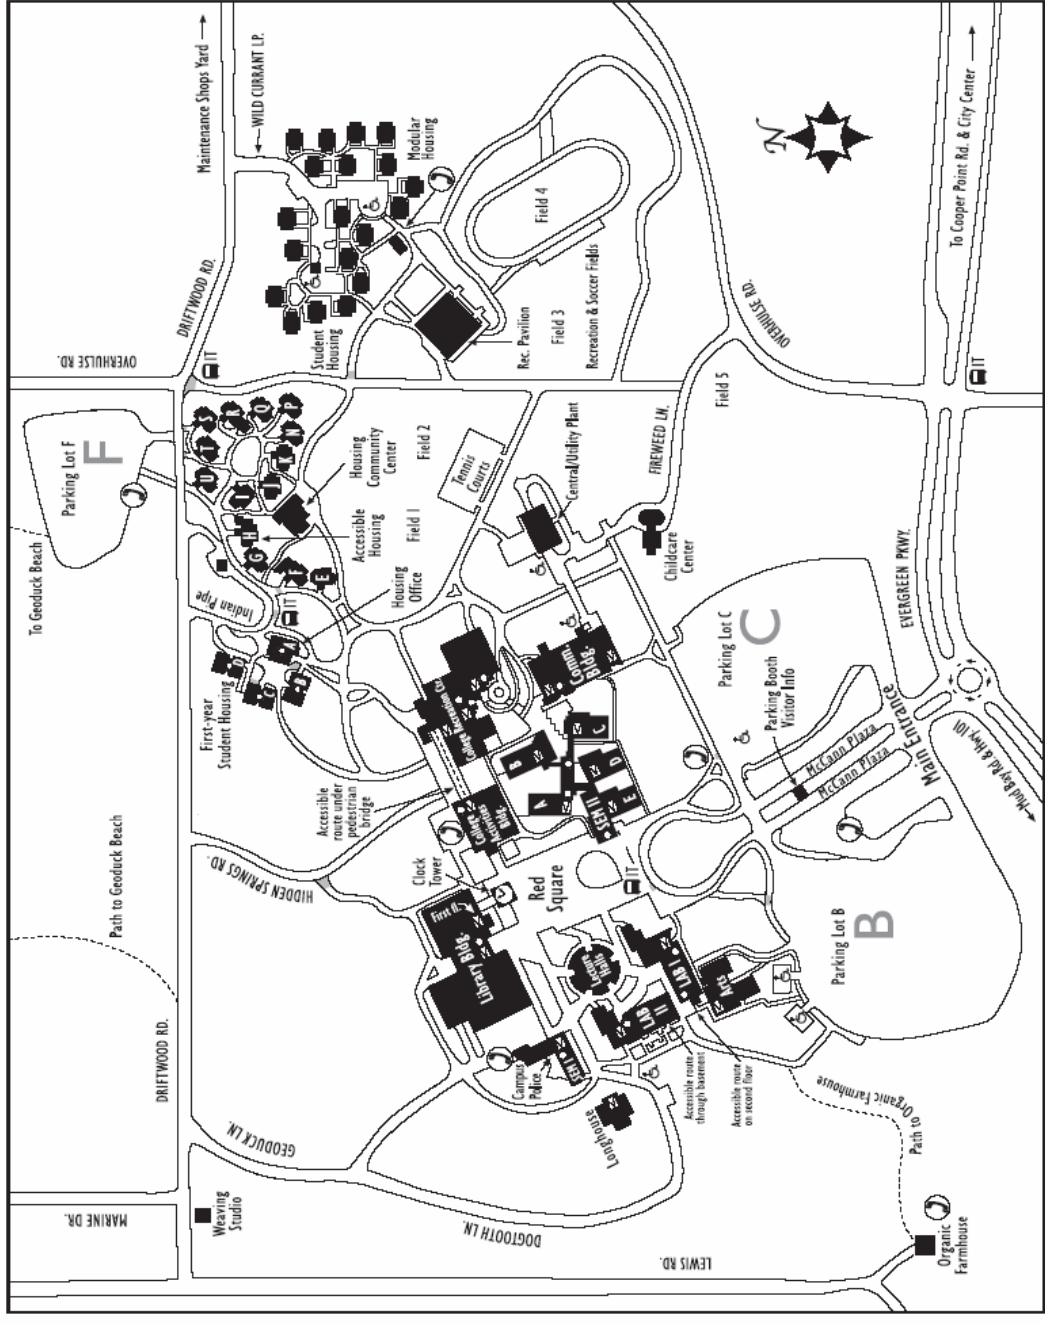 MARINE DR.
Weaving
Studio
GEODUCK LN.
DOGTOOTH LN.
LEWIS RD.
Organic
Farmhouse
Path to Organic Farmhouse
DRIFTWOOD RD.
Path to Geoduck Beach
HIDDEN SPRINGS RD.
Longhouse
Campus
Police
SEM I
Library Bldg.
First fl.
Clock
Tower
Red
Square
Lecture
Halls
LAB I
LAB
II
Arts
Accessible route
through basement
Accessible route
on second floor
Parking Lot B
B
IT
Accessible
route under
pedestrian
bridge
College
Activities
Bldg.
College Recreation Ctr.
A
B
C
D
E
SEM II
Comm.
Bldg.
First-year
Student Housing
Indian Pipe
IT
A
B
C
D
E
F
G
H
I
J
K
N
O
P
R
S
T
U
Housing
Office
Accessible
Housing
Housing
Community
Center
Field 1
Field 2
Tennis
Courts
Central/Utility Plant
Childcare
Center
Parking Lot C
C
Parking Booth
Visitor Info
McCann Plaza
McCann Plaza
Main Entrance
Mud Bay Rd. & Hwy. 101
EVERGREEN PKWY.
FIREWEED LN.
Field 5
To Geoduck Beach
Parking Lot F
F
OVERHULSE RD.
IT
DRIFTWOOD RD.
Student
Housing
Rec. Pavilion
Field 3
Recreation & Soccer Fields
Field 4
Modular
Housing
WILD CURRANT LP.
Maintenance Shops Yard
OVERHULSE RD.
IT
To Cooper Point Rd. & City Center
N